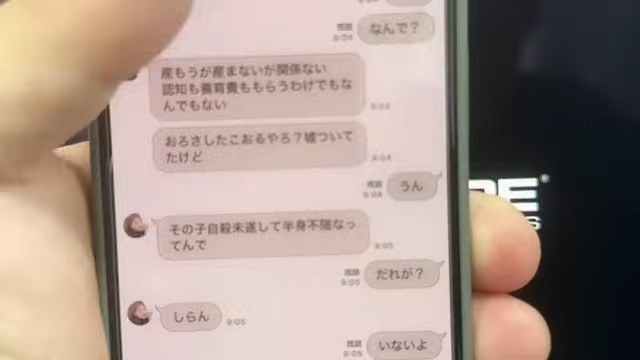 なんで？
既読
産もうが産まないが関係ない
認知も養育費ももらうわけでもな
んでもない
9:03
おろさしたこおるやろ？嘘ついて
たけど
9:04
既読
うん
9:04
その子自殺未遂して半身不随なっ
てんで
9:05
既読
だれが？
9:05
しらん
9:05
既読
いないよ
9:05